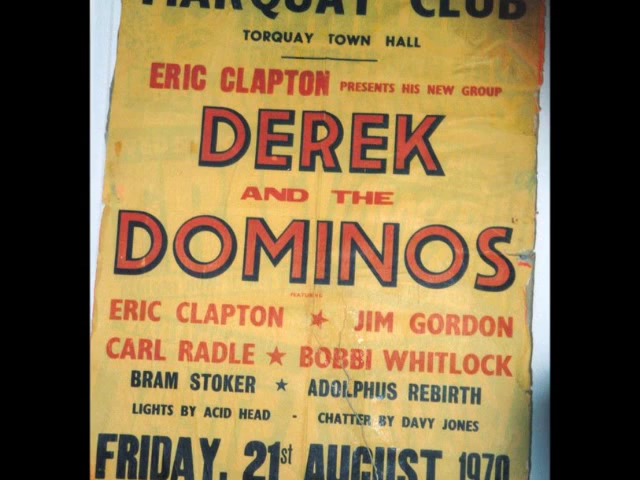 MARQUAY CLUB
TORQUAY TOWN HALL
ERIC CLAPTON PRESENTS HIS NEW GROUP
DEREK
AND THE
DOMINOS
FEATURING
ERIC CLAPTON ★ JIM GORDON
CARL RADLE ★ BOBBI WHITLOCK
BRAM STOKER ★ ADOLPHUS REBIRTH
LIGHTS BY ACID HEAD - CHATTER BY DAVY JONES
FRIDAY, 21st AUGUST 1970